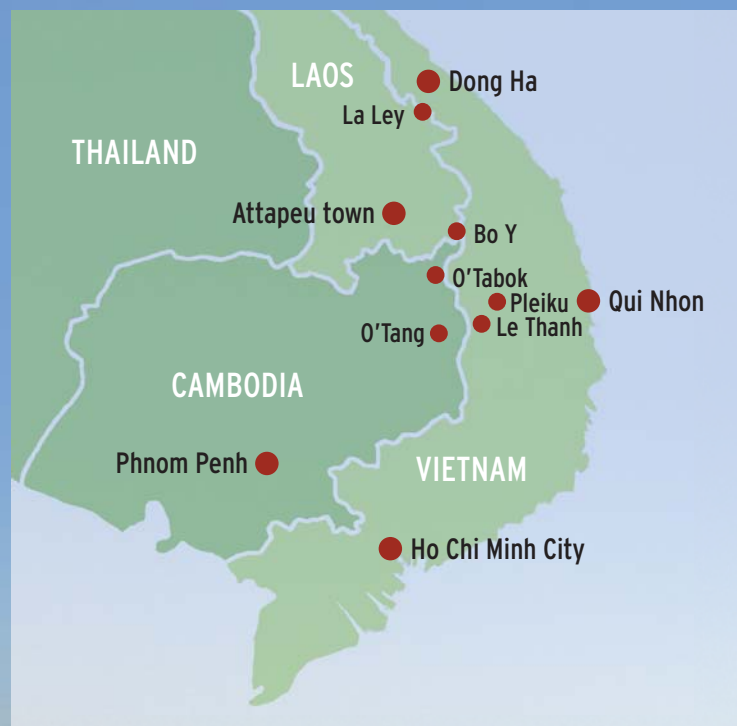 LAOS
Dong Ha
La Ley
THAILAND
Attapeu town
Bo Y
O'Tabok
Pleiku
Qui Nhon
Le Thanh
O'Tang
CAMBODIA
Phnom Penh
VIETNAM
Ho Chi Minh City